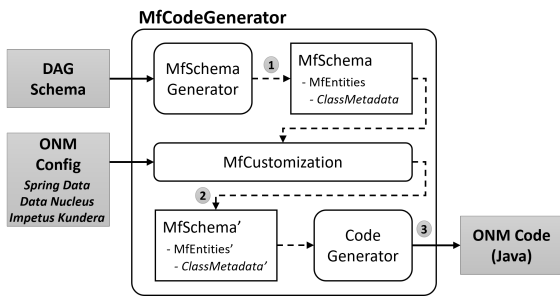 MfCodeGenerator
DAG
Schema
MfSchema
Generator
1
MfSchema
- MfEntities
- ClassMetadata
ONM
Config
Spring Data
Data Nucleus
Impetus Kundera
MfCustomization
2
MfSchema’
- MfEntities’
- ClassMetadata’
Code
Generator
3
ONM Code
(Java)